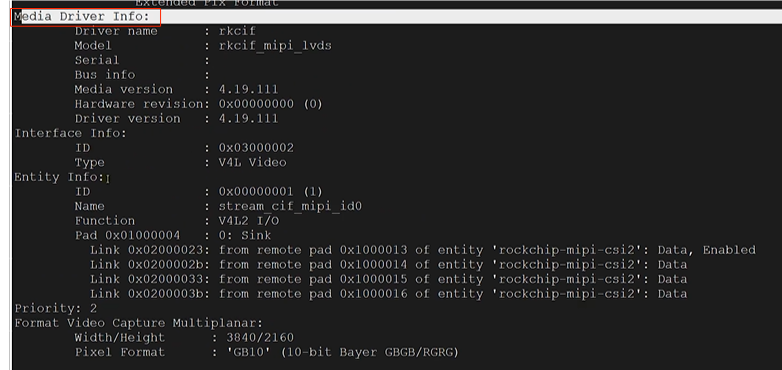 Extended Pix Format
Media Driver Info:
Driver name : rkcif
Model : rkcif_mipi_lvds
Serial :
Bus info :
Media version : 4.19.111
Hardware revision: 0x00000000 (0)
Driver version : 4.19.111
Interface Info:
ID : 0x03000002
Type : V4L Video
Entity Info:
ID : 0x00000001 (1)
Name : stream_cif_mipi_id0
Function : V4L2 I/O
Pad 0x01000004 : 0: Sink
Link 0x02000023: from remote pad 0x1000013 of entity 'rockchip-mipi-csi2': Data, Enabled
Link 0x0200002b: from remote pad 0x1000014 of entity 'rockchip-mipi-csi2': Data
Link 0x02000033: from remote pad 0x1000015 of entity 'rockchip-mipi-csi2': Data
Link 0x0200003b: from remote pad 0x1000016 of entity 'rockchip-mipi-csi2': Data
Priority: 2
Format Video Capture Multiplanar:
Width/Height : 3840/2160
Pixel Format : 'GB10' (10-bit Bayer GBGB/RGRG)